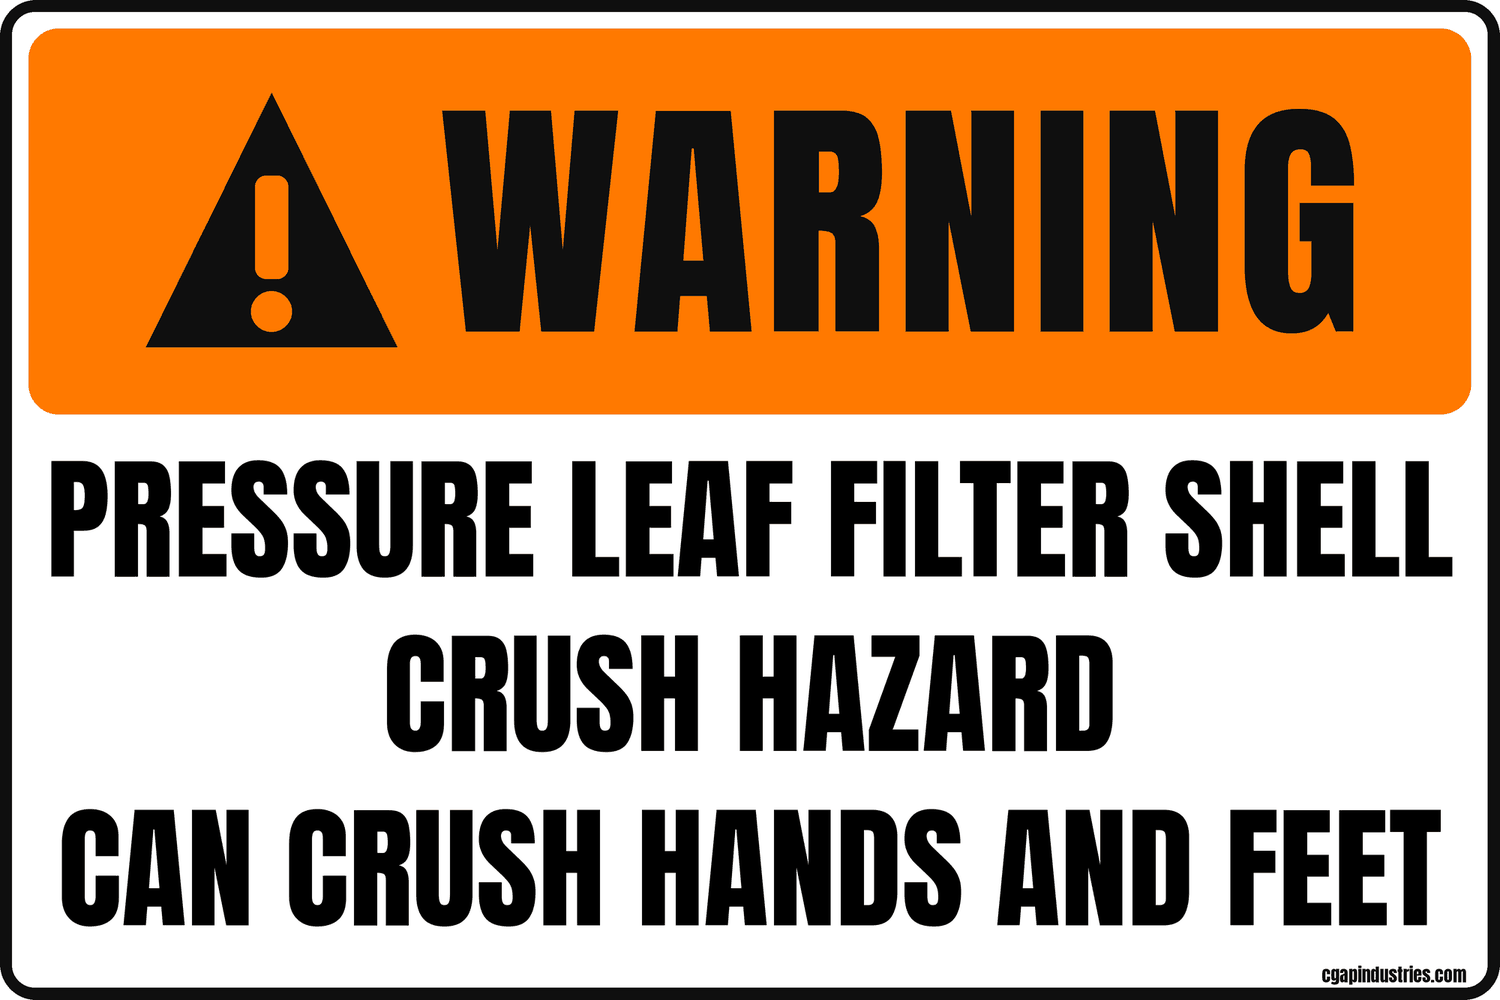 WARNING
PRESSURE LEAF FILTER SHELL
CRUSH HAZARD
CAN CRUSH HANDS AND FEET
cgapindustries.com